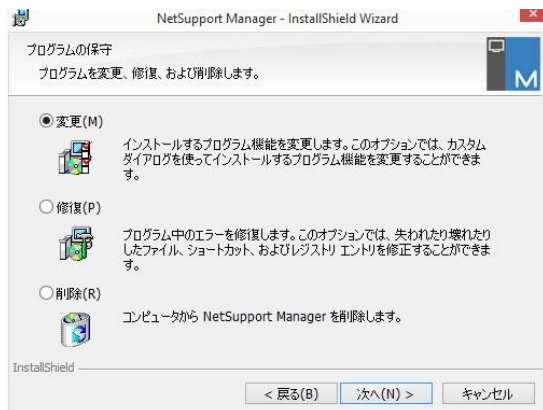 NetSupport Manager - InstallShield Wizard
プログラムの保守
プログラムを変更、修復、および削除します。
M
変更(M)
インストールするプログラム機能を変更します。このオプションでは、カスタム
ダイアログを使ってインストールするプログラム機能を変更することができま
す。
修復(P)
プログラム中のエラーを修復します。このオプションでは、失われたり壊れたり
したファイル、ショートカット、およびレジストリ エントリを修正することができま
す。
削除(R)
コンピュータから NetSupport Manager を削除します。
InstallShield
< 戻る(B) 次へ(N) > キャンセル